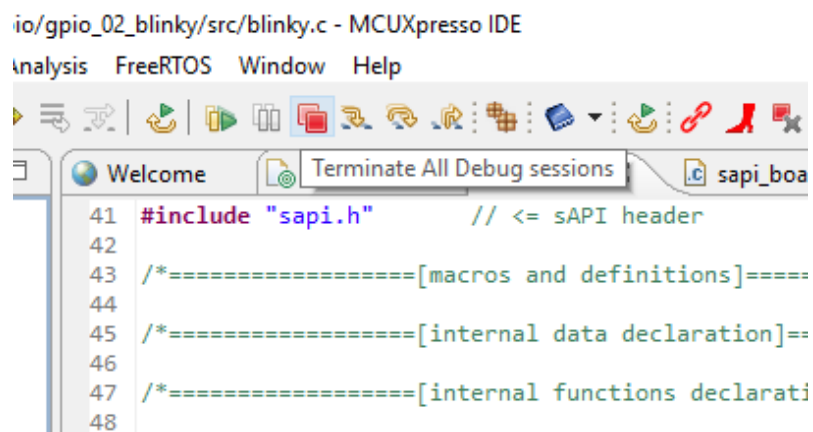 io/gpio_02_blinky/src/blinky.c - MCUXpresso IDE
Analysis FreeRTOS Window Help
Welcome
Terminate All Debug sessions
.c sapi_boa
41 #include "sapi.h" // <= sAPI header
42
43 /*==================[macros and definitions]=====
44
45 /*==================[internal data declaration]==
46
47 /*==================[internal functions declarati
48